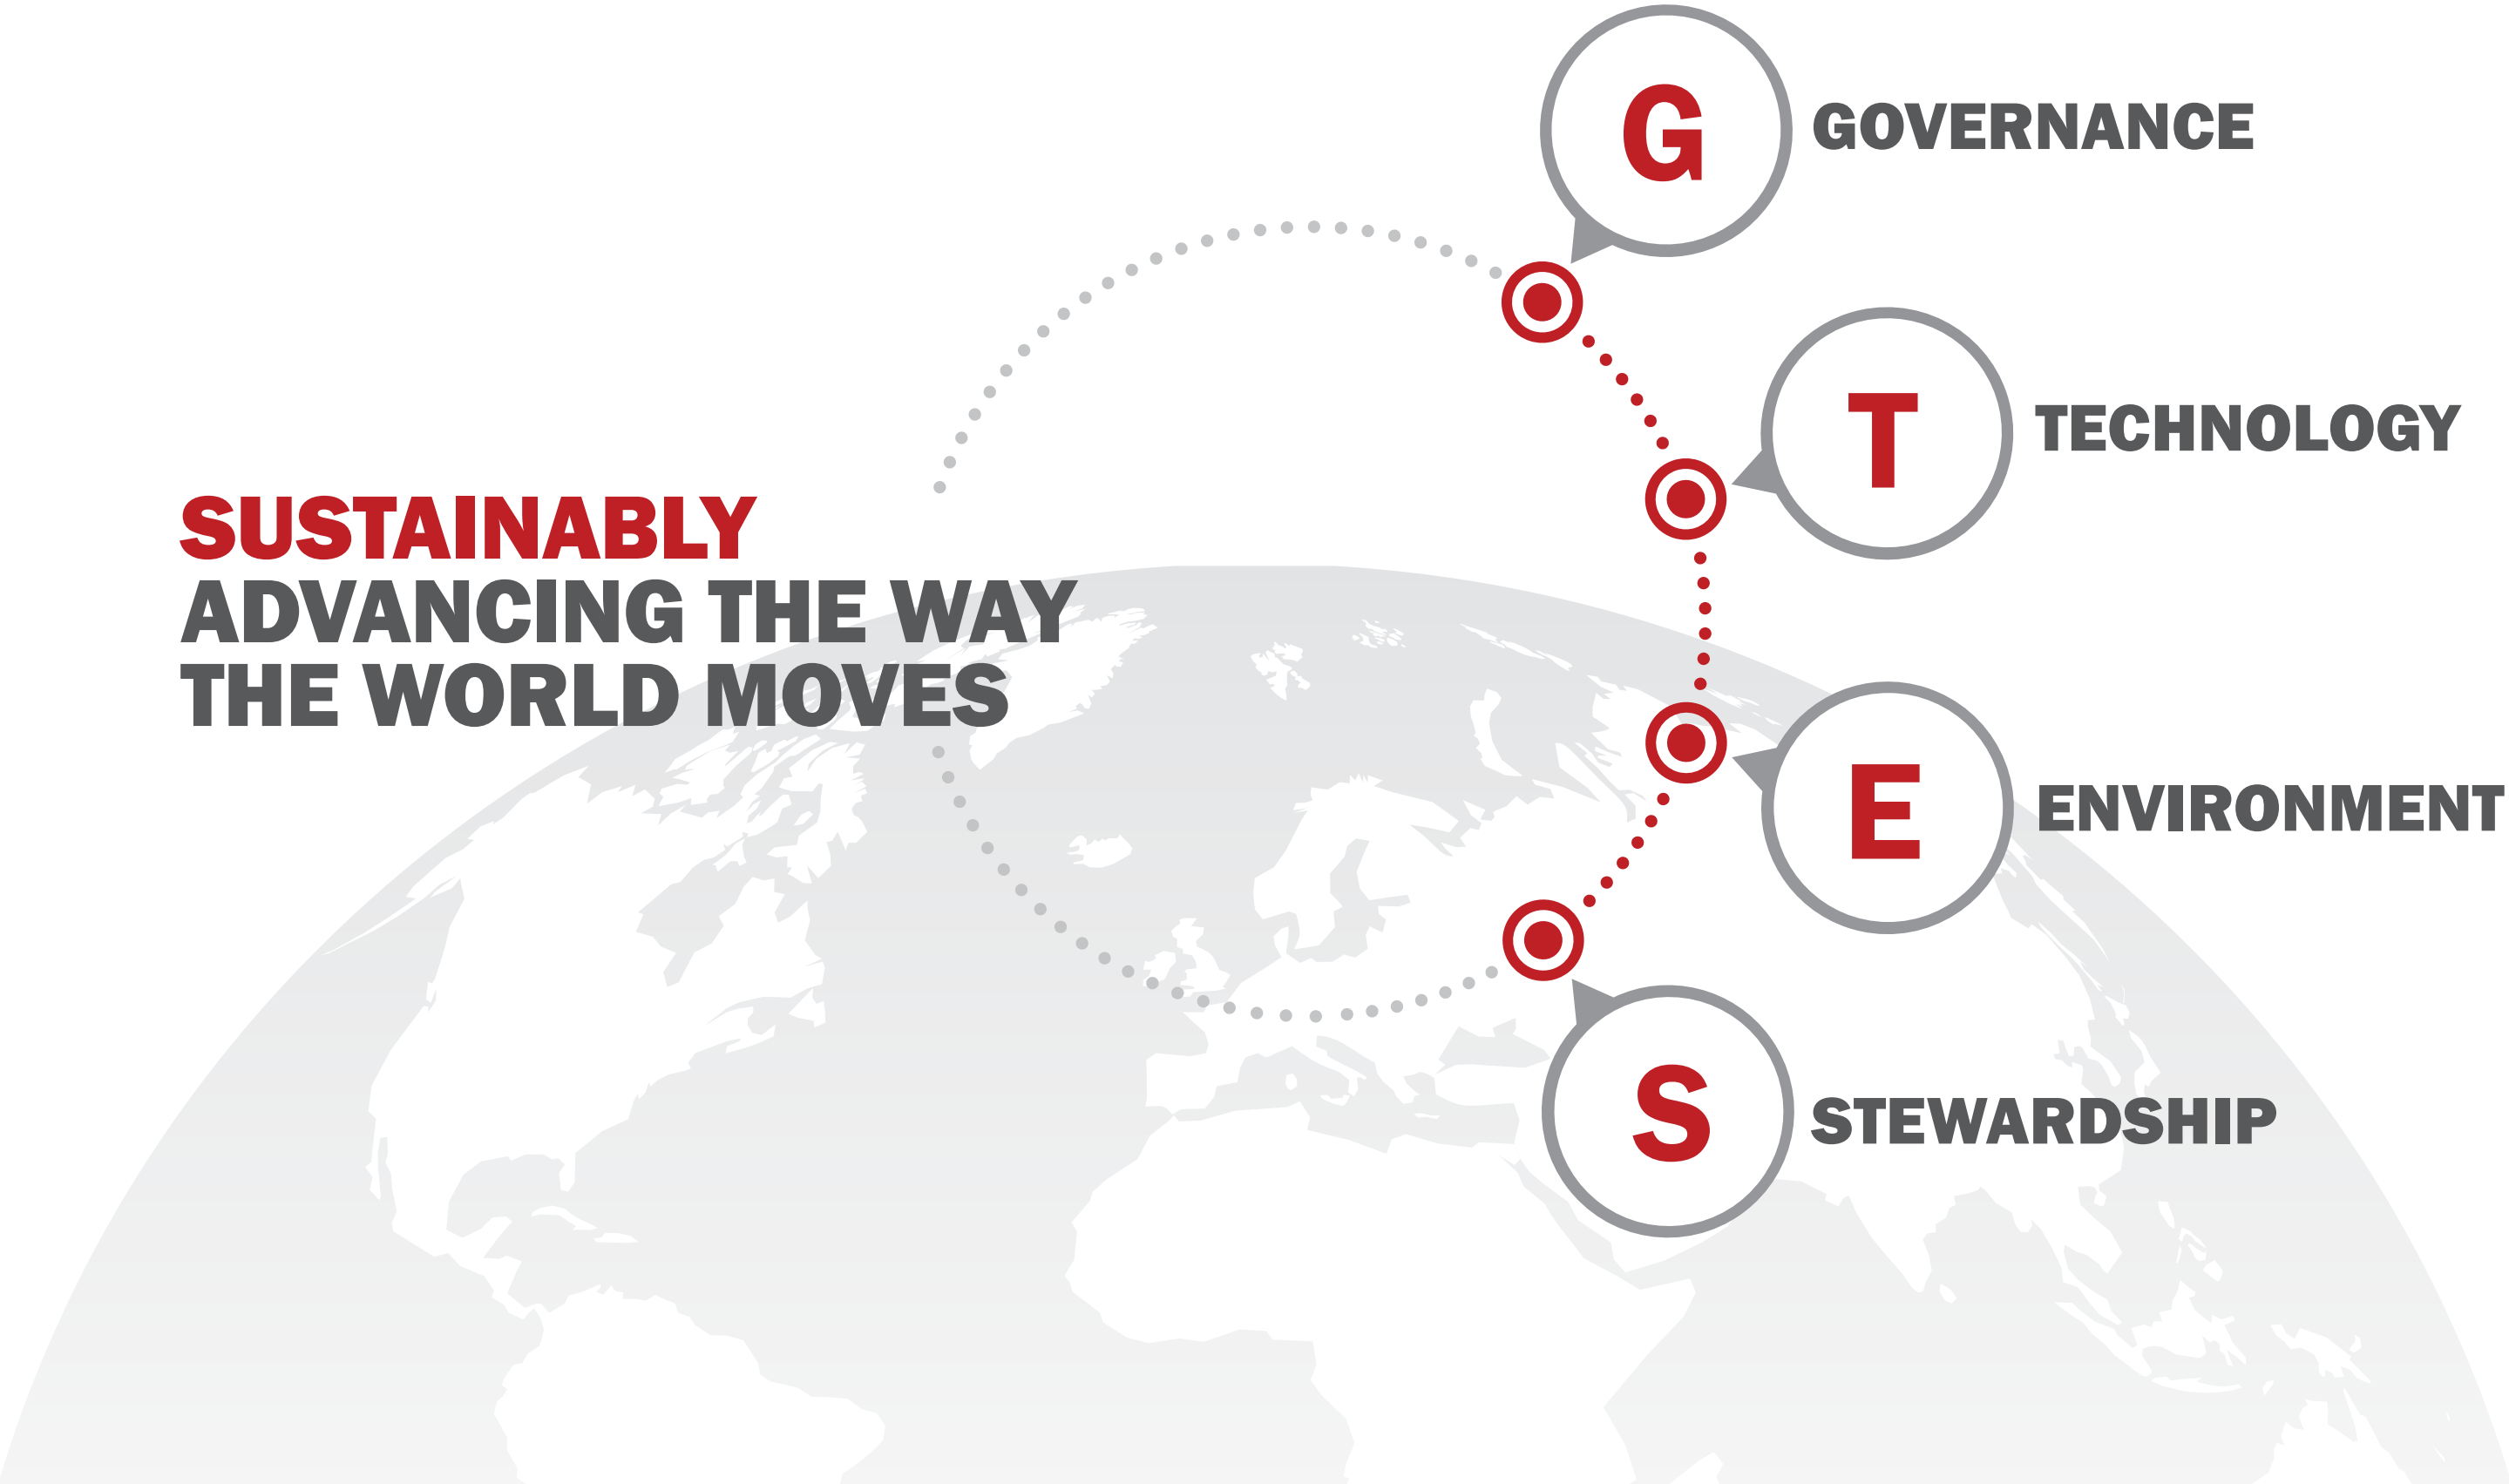 G
GOVERNANCE
T
TECHNOLOGY
SUSTAINABLY
ADVANCING THE WAY
THE WORLD MOVES
E
ENVIRONMENT
S
STEWARDSHIP